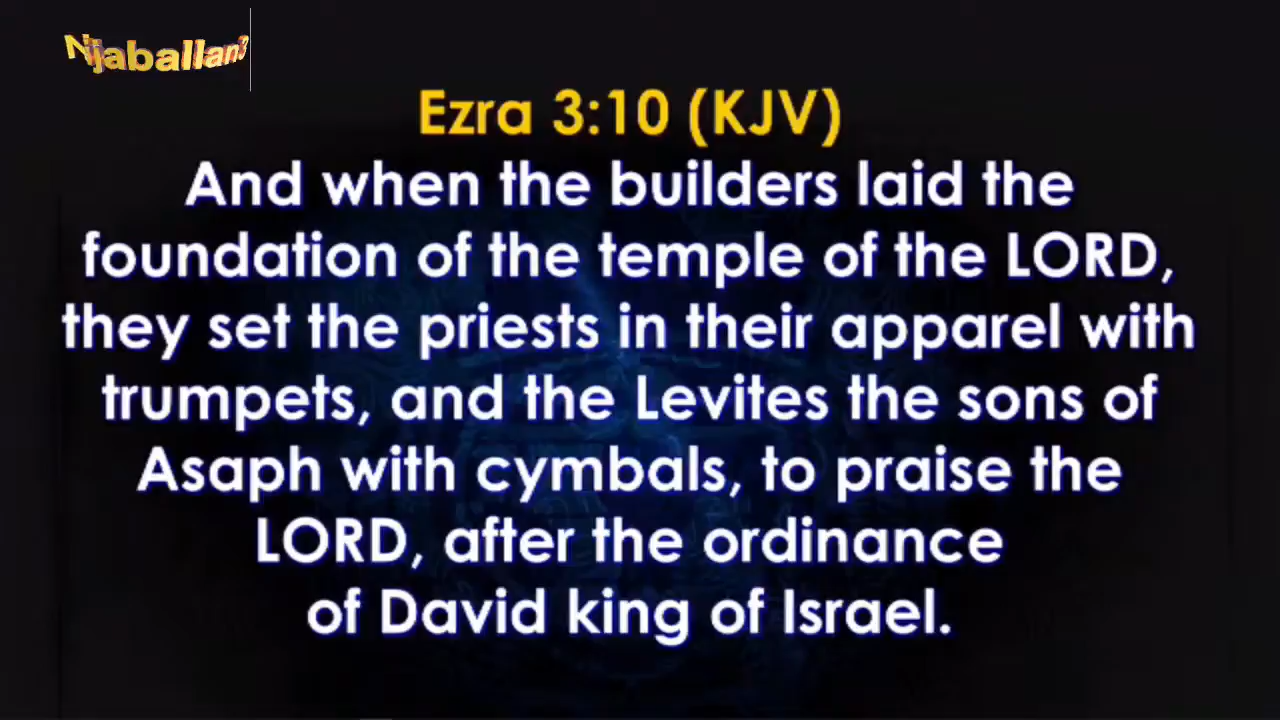 Ezra 3:10 (KJV)
And when the builders laid the
foundation of the temple of the LORD,
they set the priests in their apparel with
trumpets, and the Levites the sons of
Asaph with cymbals, to praise the
LORD, after the ordinance
of David king of Israel.